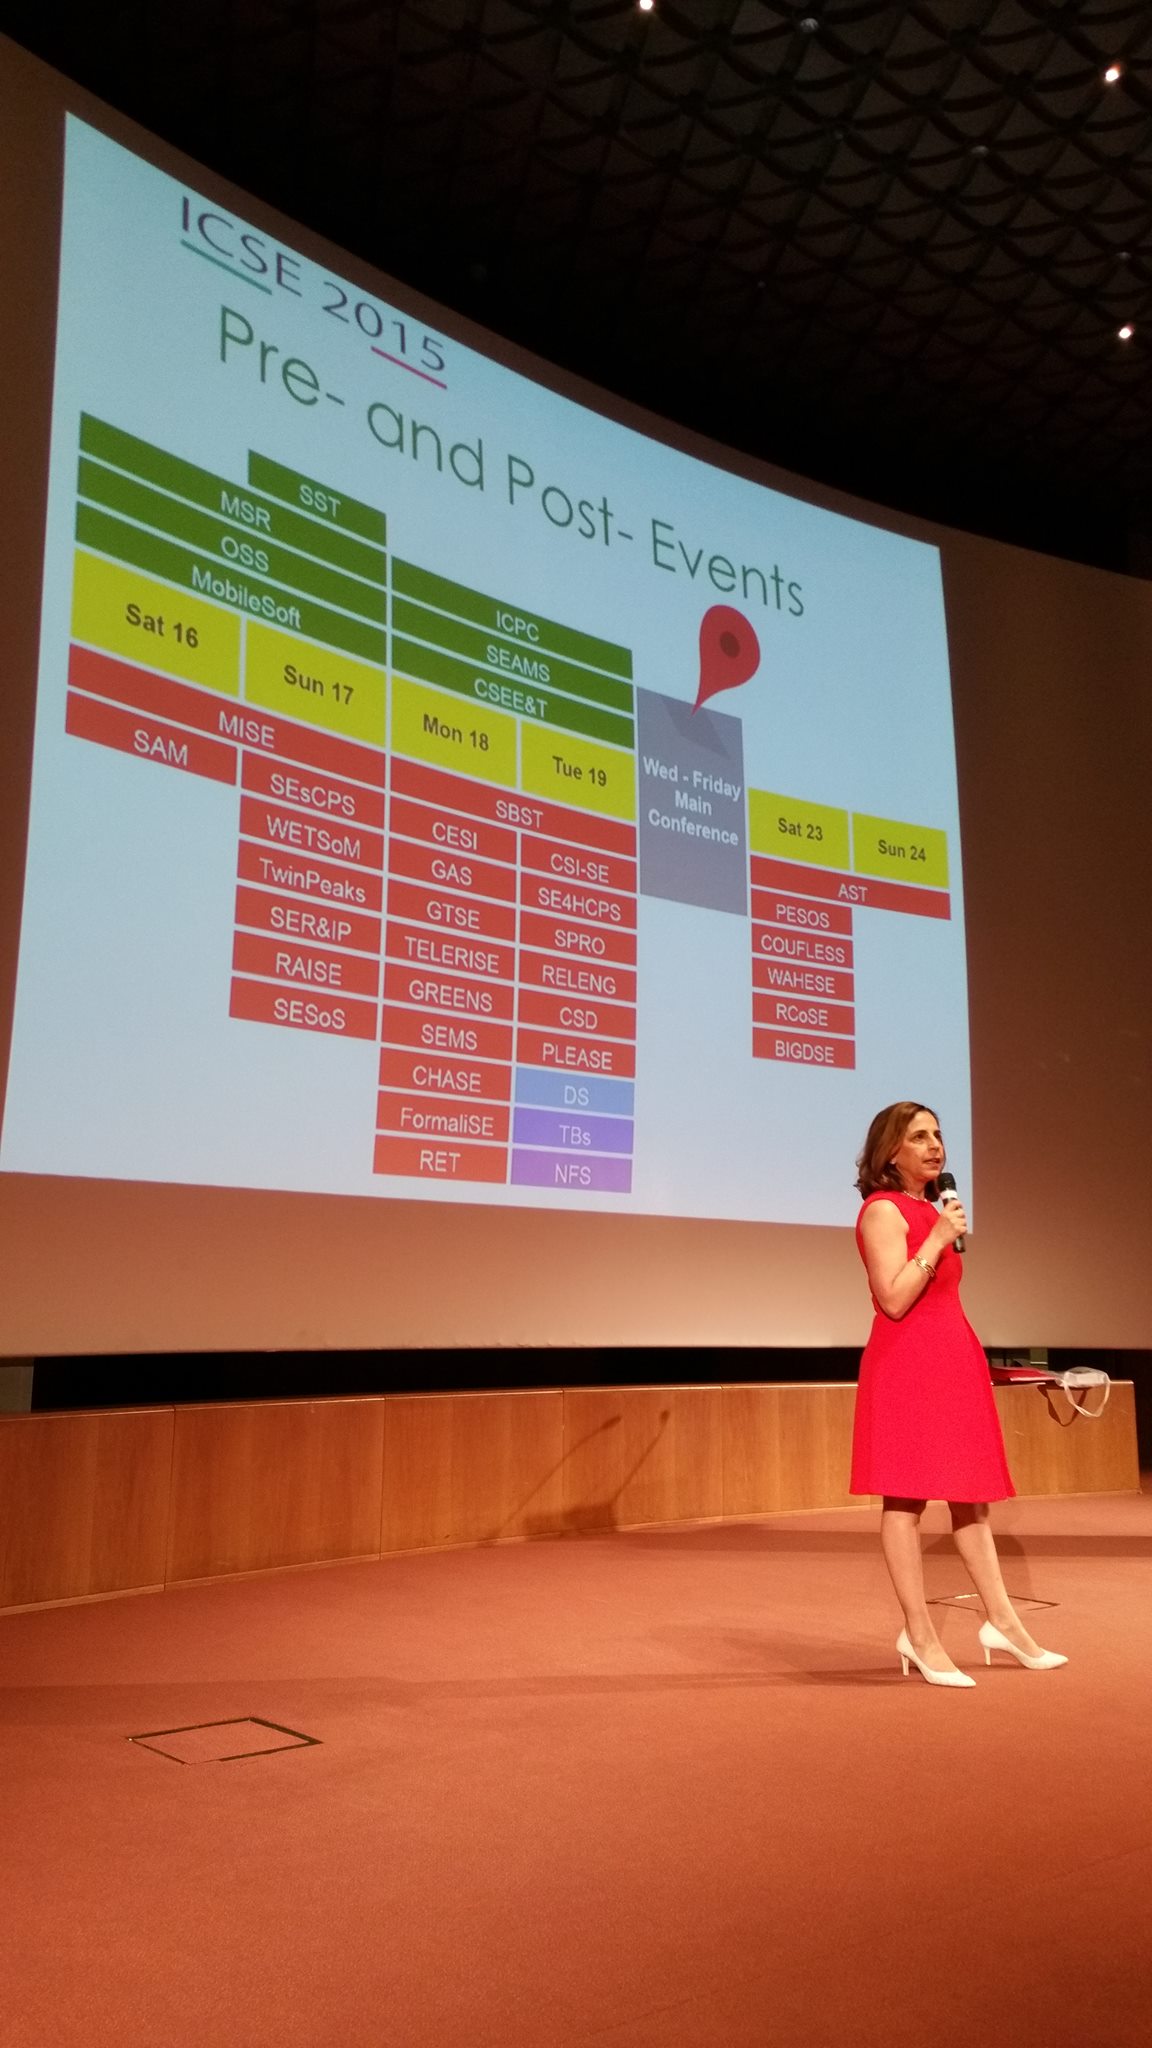 ICSE 2015
Pre- and Post- Events
SST
MSR
OSS
MobileSoft
ICPC
SEAMS
CSEE&T
Sat 16
Sun 17
Mon 18
Tue 19
Wed - Friday
Main
Conference
Sat 23
Sun 24
MISE
SAM
SEsCPS
WETSoM
TwinPeaks
SER&IP
RAISE
SESoS
SBST
CESI
GAS
GTSE
TELERISE
GREENS
SEMS
CHASE
FormaliSE
RET
CSI-SE
SE4HCPS
SPRO
RELENG
CSD
PLEASE
DS
TBs
NFS
AST
PESOS
COUFLESS
WAHESE
RCoSE
BIGDSE